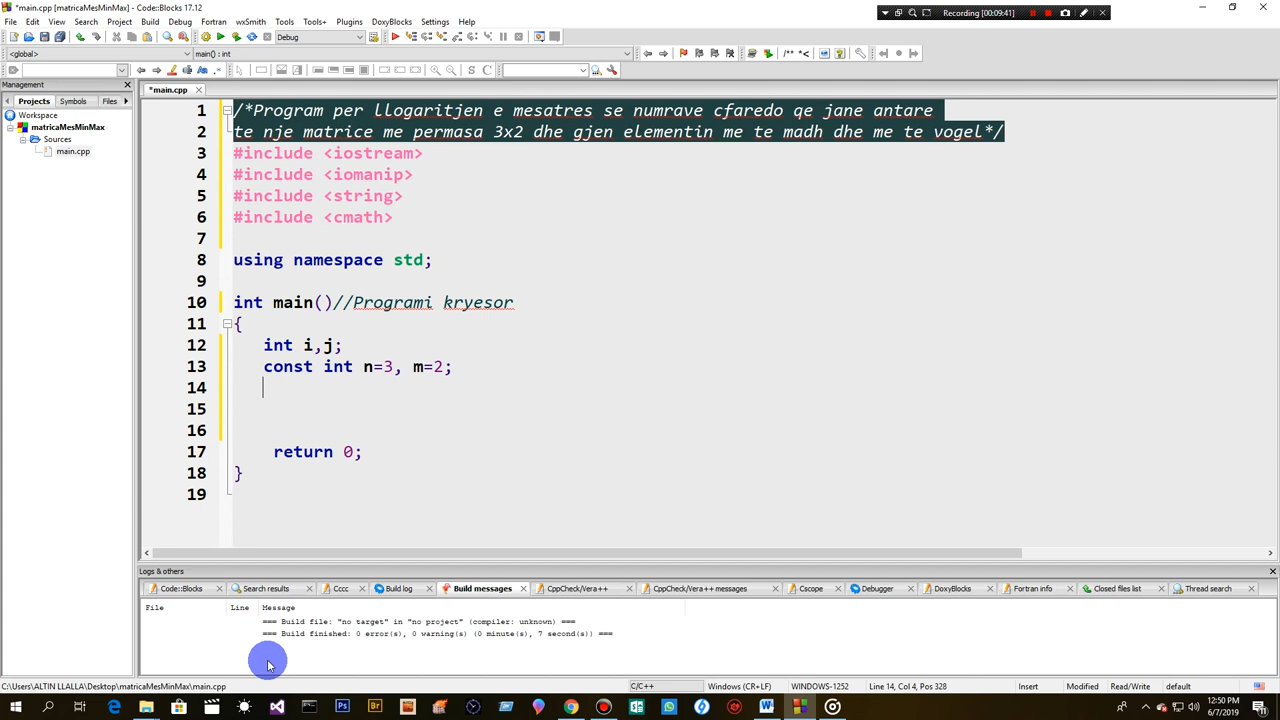 *main.cpp [matricaMesMinMax] - Code::Blocks 17.12
Recording [00:09:41]
File Edit View Search Project Build Debug Fortran wxSmith Tools Tools+ Plugins DoxyBlocks Settings Help
Debug
<global> main() : int
/** *<
S C
Management
Projects Symbols Files
Workspace
matricaMesMinMax
Sources
main.cpp
*main.cpp
1 /*Program per llogaritjen e mesatres se numrave cfaredo qe jane antare
2 te nje matrice me permasa 3x2 dhe gjen elementin me te madh dhe me te vogel*/
3 #include <iostream>
4 #include <iomanip>
5 #include <string>
6 #include <cmath>
7
8 using namespace std;
9
10 int main()//Programi kryesor
11 {
12 int i,j;
13 const int n=3, m=2;
14
15
16
17 return 0;
18 }
19
Logs & others
Code::Blocks Search results Cccc Build log Build messages CppCheck/Vera++ CppCheck/Vera++ messages Cscope Debugger DoxyBlocks Fortran info Closed files list Thread search
File Line Message
=== Build file: "no target" in "no project" (compiler: unknown) ===
=== Build finished: 0 error(s), 0 warning(s) (0 minute(s), 7 second(s)) ===
C:\Users\ALTIN LLALLA\Desktop\matricaMesMinMax\main.cpp C/C++ Windows (CR+LF) WINDOWS-1252 Line 14, Col 4, Pos 328 Insert Modified Read/Write default
Ps Br W
12:50 PM
6/7/2019